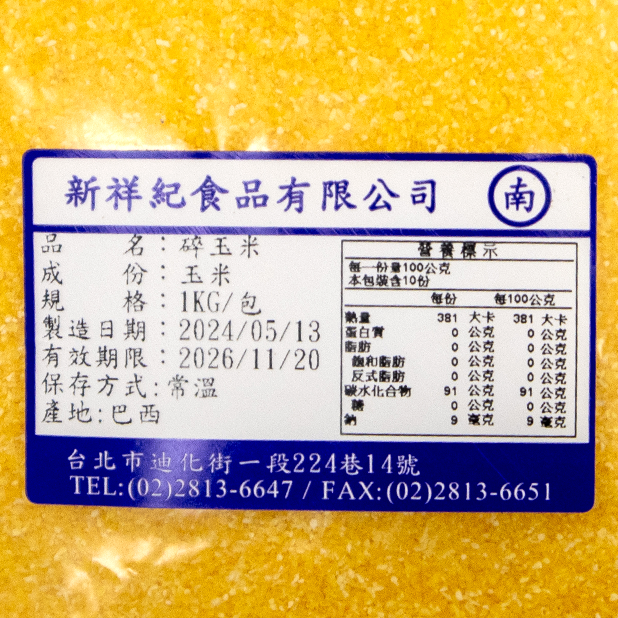 新祥紀食品有限公司 南
品 名：碎玉米
成 份：玉米
規 格：1KG/包
製造日期：2024/05/13
有效期限：2026/11/20
保存方式:常溫
產地:巴西
營養標示
每一份量100公克
本包裝含10份
每份 每100公克
熱量 381 大卡 381 大卡
蛋白質 0 公克 0 公克
脂肪 0 公克 0 公克
飽和脂肪 0 公克 0 公克
反式脂肪 0 公克 0 公克
碳水化合物 91 公克 91 公克
糖 0 公克 0 公克
鈉 9 毫克 9 毫克
台北市迪化街一段224巷14號
TEL:(02)2813-6647 / FAX:(02)2813-6651